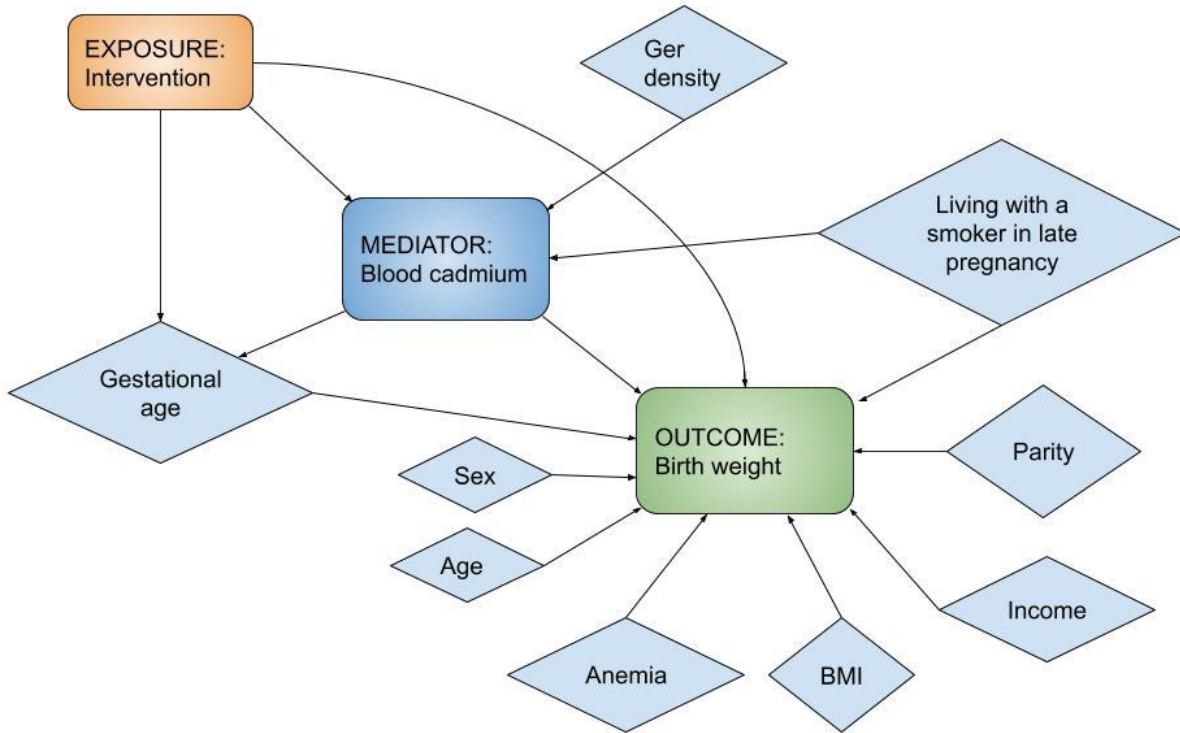 EXPOSURE:
Intervention
Ger
density
MEDIATOR:
Blood cadmium
Living with a
smoker in late
pregnancy
Gestational
age
OUTCOME:
Birth weight
Parity
Sex
Age
Income
Anemia
BMI